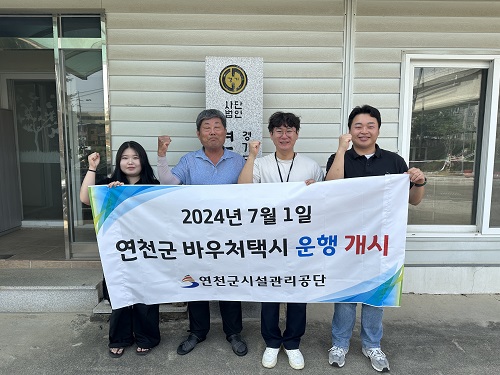 사단
법인
2024년 7월 1일
연천군 바우처택시 운행 개시
연천군시설관리공단